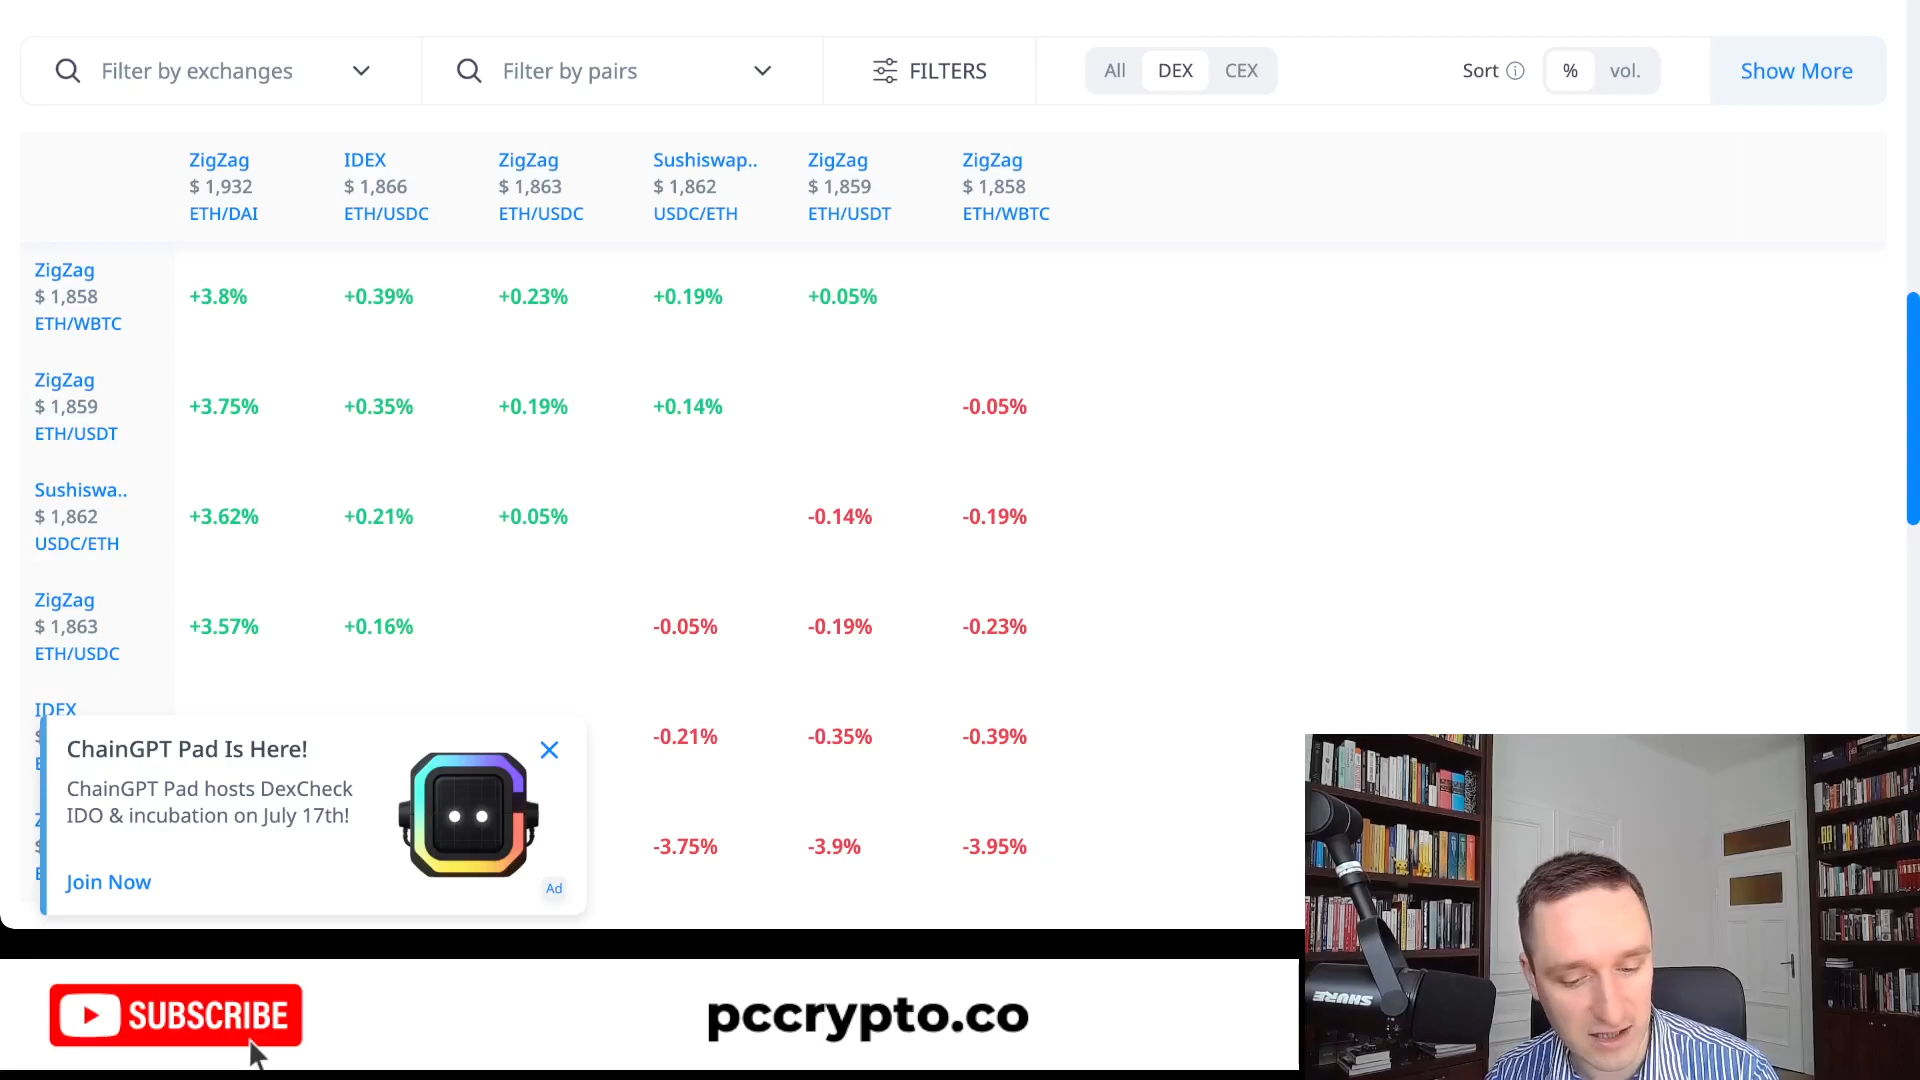 Filter by exchanges
Filter by pairs
FILTERS
All
DEX
CEX
Sort
%
vol.
Show More
ZigZag
$ 1,932
ETH/DAI
IDEX
$ 1,866
ETH/USDC
ZigZag
$ 1,863
ETH/USDC
Sushiswap..
$ 1,862
USDC/ETH
ZigZag
$ 1,859
ETH/USDT
ZigZag
$ 1,858
ETH/WBTC
ZigZag
$ 1,858
ETH/WBTC
+3.8%
+0.39%
+0.23%
+0.19%
+0.05%
ZigZag
$ 1,859
ETH/USDT
+3.75%
+0.35%
+0.19%
+0.14%
-0.05%
Sushiswa..
$ 1,862
USDC/ETH
+3.62%
+0.21%
+0.05%
-0.14%
-0.19%
ZigZag
$ 1,863
ETH/USDC
+3.57%
+0.16%
-0.05%
-0.19%
-0.23%
IDEX
-0.21%
-0.35%
-0.39%
-3.75%
-3.9%
-3.95%
ChainGPT Pad Is Here!
ChainGPT Pad hosts DexCheck
IDO & incubation on July 17th!
Join Now
Ad
SUBSCRIBE
pccrypto.co
SHURE